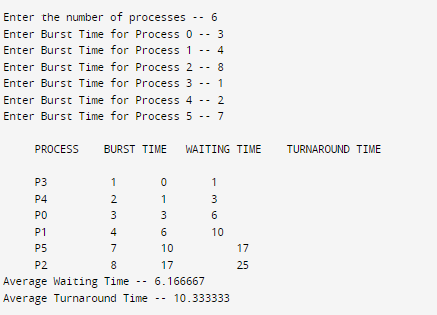 Enter the number of processes -- 6
Enter Burst Time for Process 0 -- 3
Enter Burst Time for Process 1 -- 4
Enter Burst Time for Process 2 -- 8
Enter Burst Time for Process 3 -- 1
Enter Burst Time for Process 4 -- 2
Enter Burst Time for Process 5 -- 7
PROCESS BURST TIME WAITING TIME TURNAROUND TIME
P3 1 0 1
P4 2 1 3
P0 3 3 6
P1 4 6 10
P5 7 10 17
P2 8 17 25
Average Waiting Time -- 6.166667
Average Turnaround Time -- 10.333333